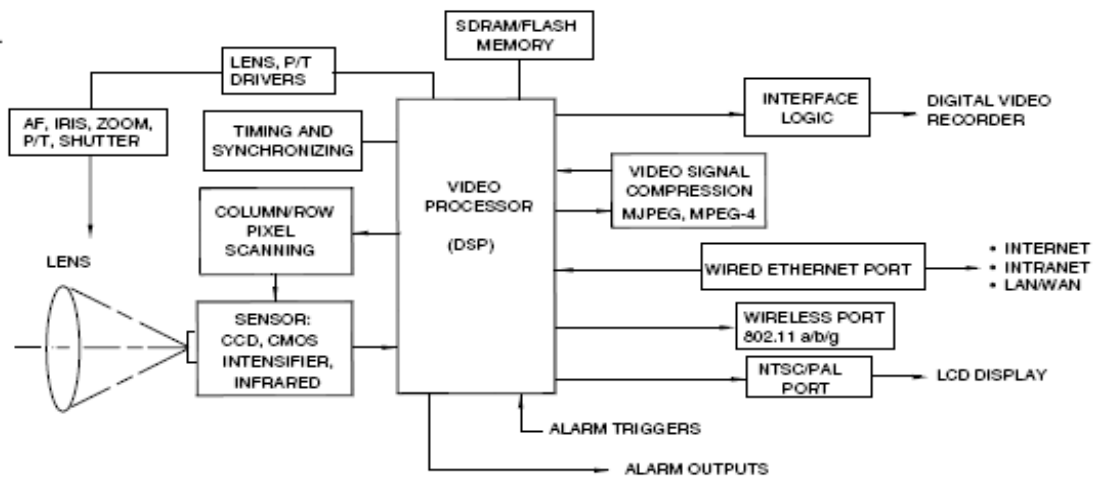 SDRAM/FLASH
MEMORY
LENS, P/T
DRIVERS
AF, IRIS, ZOOM,
P/T, SHUTTER
TIMING AND
SYNCHRONIZING
INTERFACE
LOGIC
DIGITAL VIDEO
RECORDER
VIDEO
PROCESSOR
(DSP)
VIDEO SIGNAL
COMPRESSION
MJPEG, MPEG-4
COLUMN/ROW
PIXEL
SCANNING
LENS
WIRED ETHERNET PORT
• INTERNET
• INTRANET
• LAN/WAN
SENSOR:
CCD, CMOS
INTENSIFIER,
INFRARED
WIRELESS PORT
802.11 a/b/g
NTSC/PAL
PORT
LCD DISPLAY
ALARM TRIGGERS
ALARM OUTPUTS